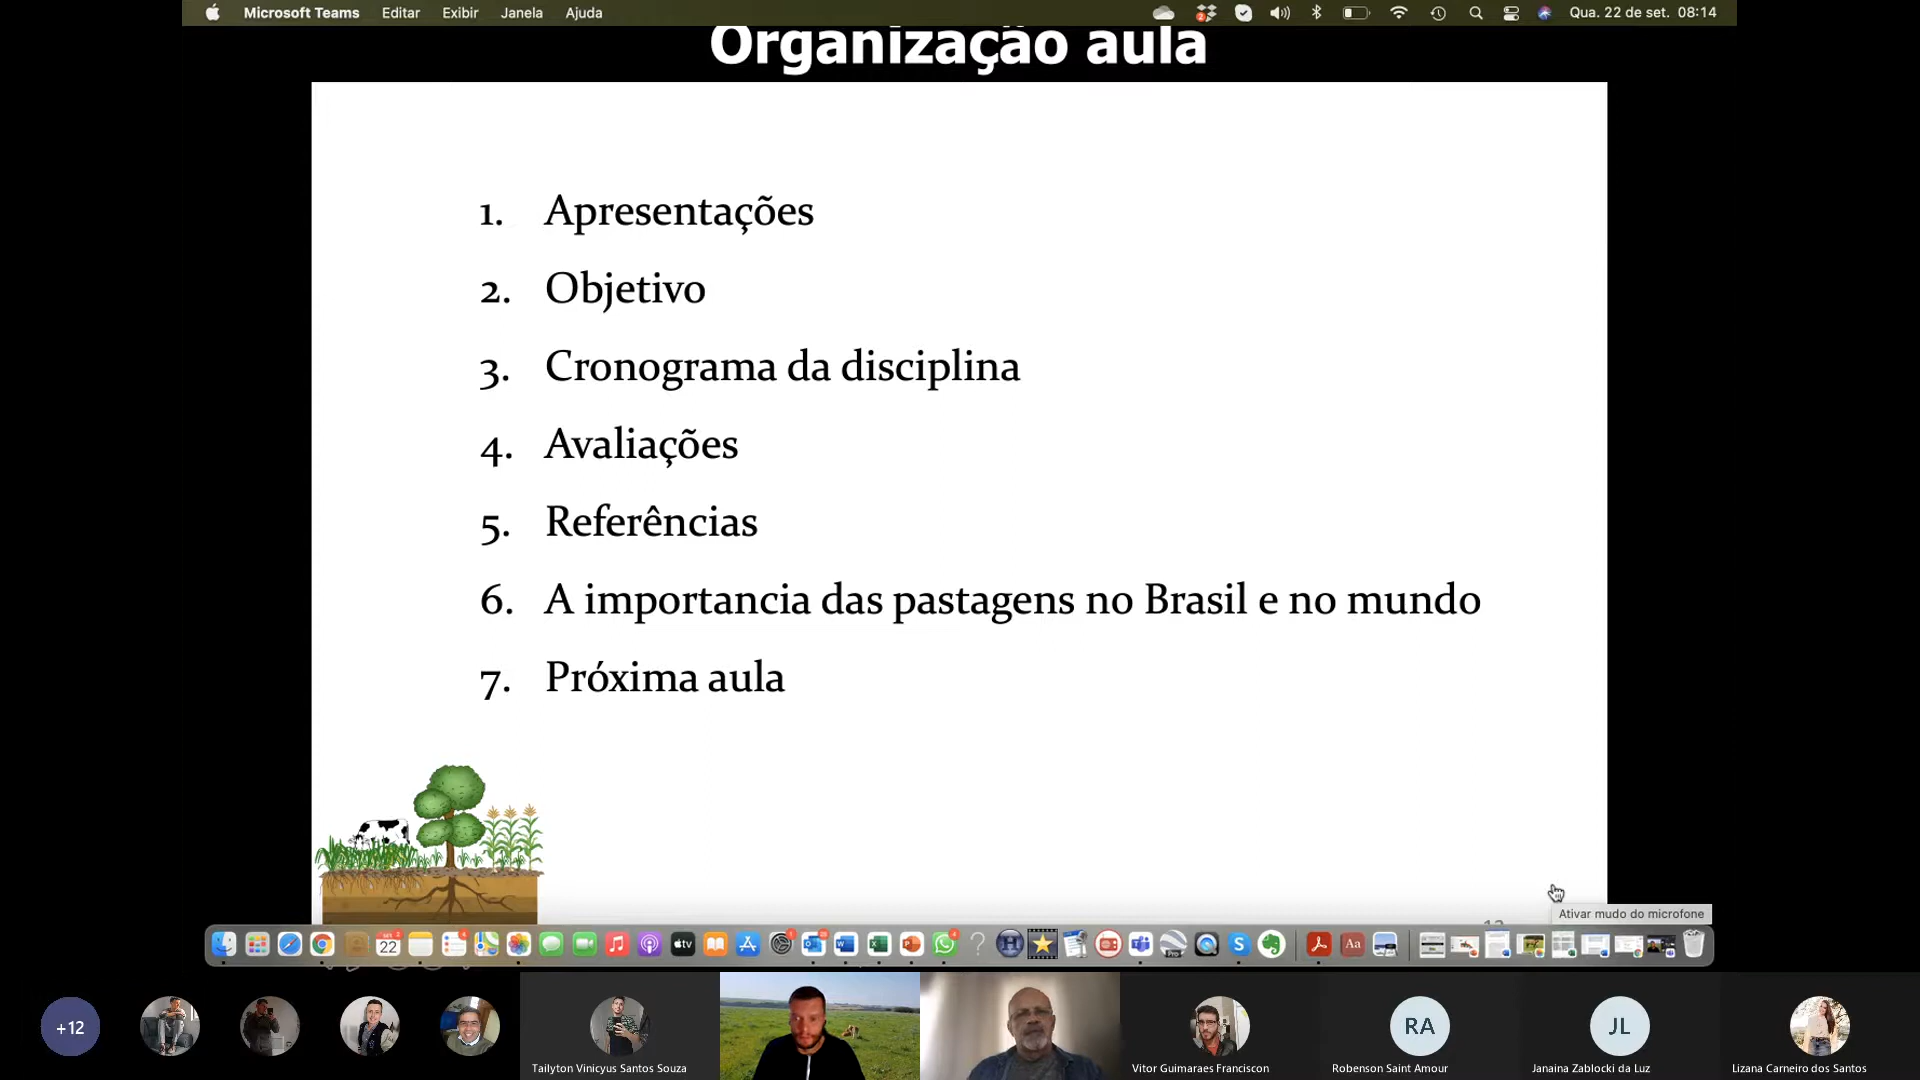 Microsoft Teams Editar Exibir Janela Ajuda
Qua. 22 de set. 08:14
Organização aula
1. Apresentações
2. Objetivo
3. Cronograma da disciplina
4. Avaliações
5. Referências
6. A importancia das pastagens no Brasil e no mundo
7. Próxima aula
Ativar mudo do microfone
22
tv
Aa
+12
Tailyton Vinicyus Santos Souza
Vitor Guimaraes Franciscon
RA
Robenson Saint Amour
JL
Janaina Zablocki da Luz
Lizana Carneiro dos Santos